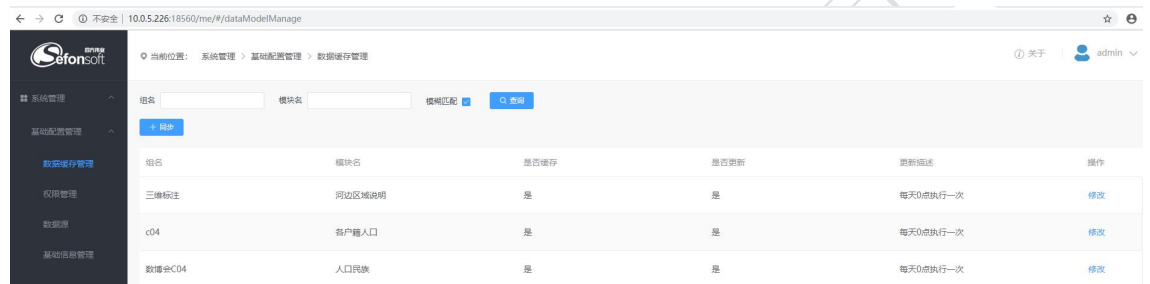 不安全 10.0.5.226:18560/me/#/dataModelManage
Sefonsoft
当前位置： 系统管理 > 基础配置管理 > 数据缓存管理
关于 admin
系统管理
组名 模块名 模糊匹配 查询
基础配置管理
+ 同步
数据缓存管理
组名 模块名 是否缓存 是否更新 更新描述 操作
权限管理
三维标注 河边区域说明 是 是 每天0点执行一次 修改
数据源
c04 各户籍人口 是 是 每天0点执行一次 修改
基础信息管理
数博会C04 人口民族 是 是 每天0点执行一次 修改